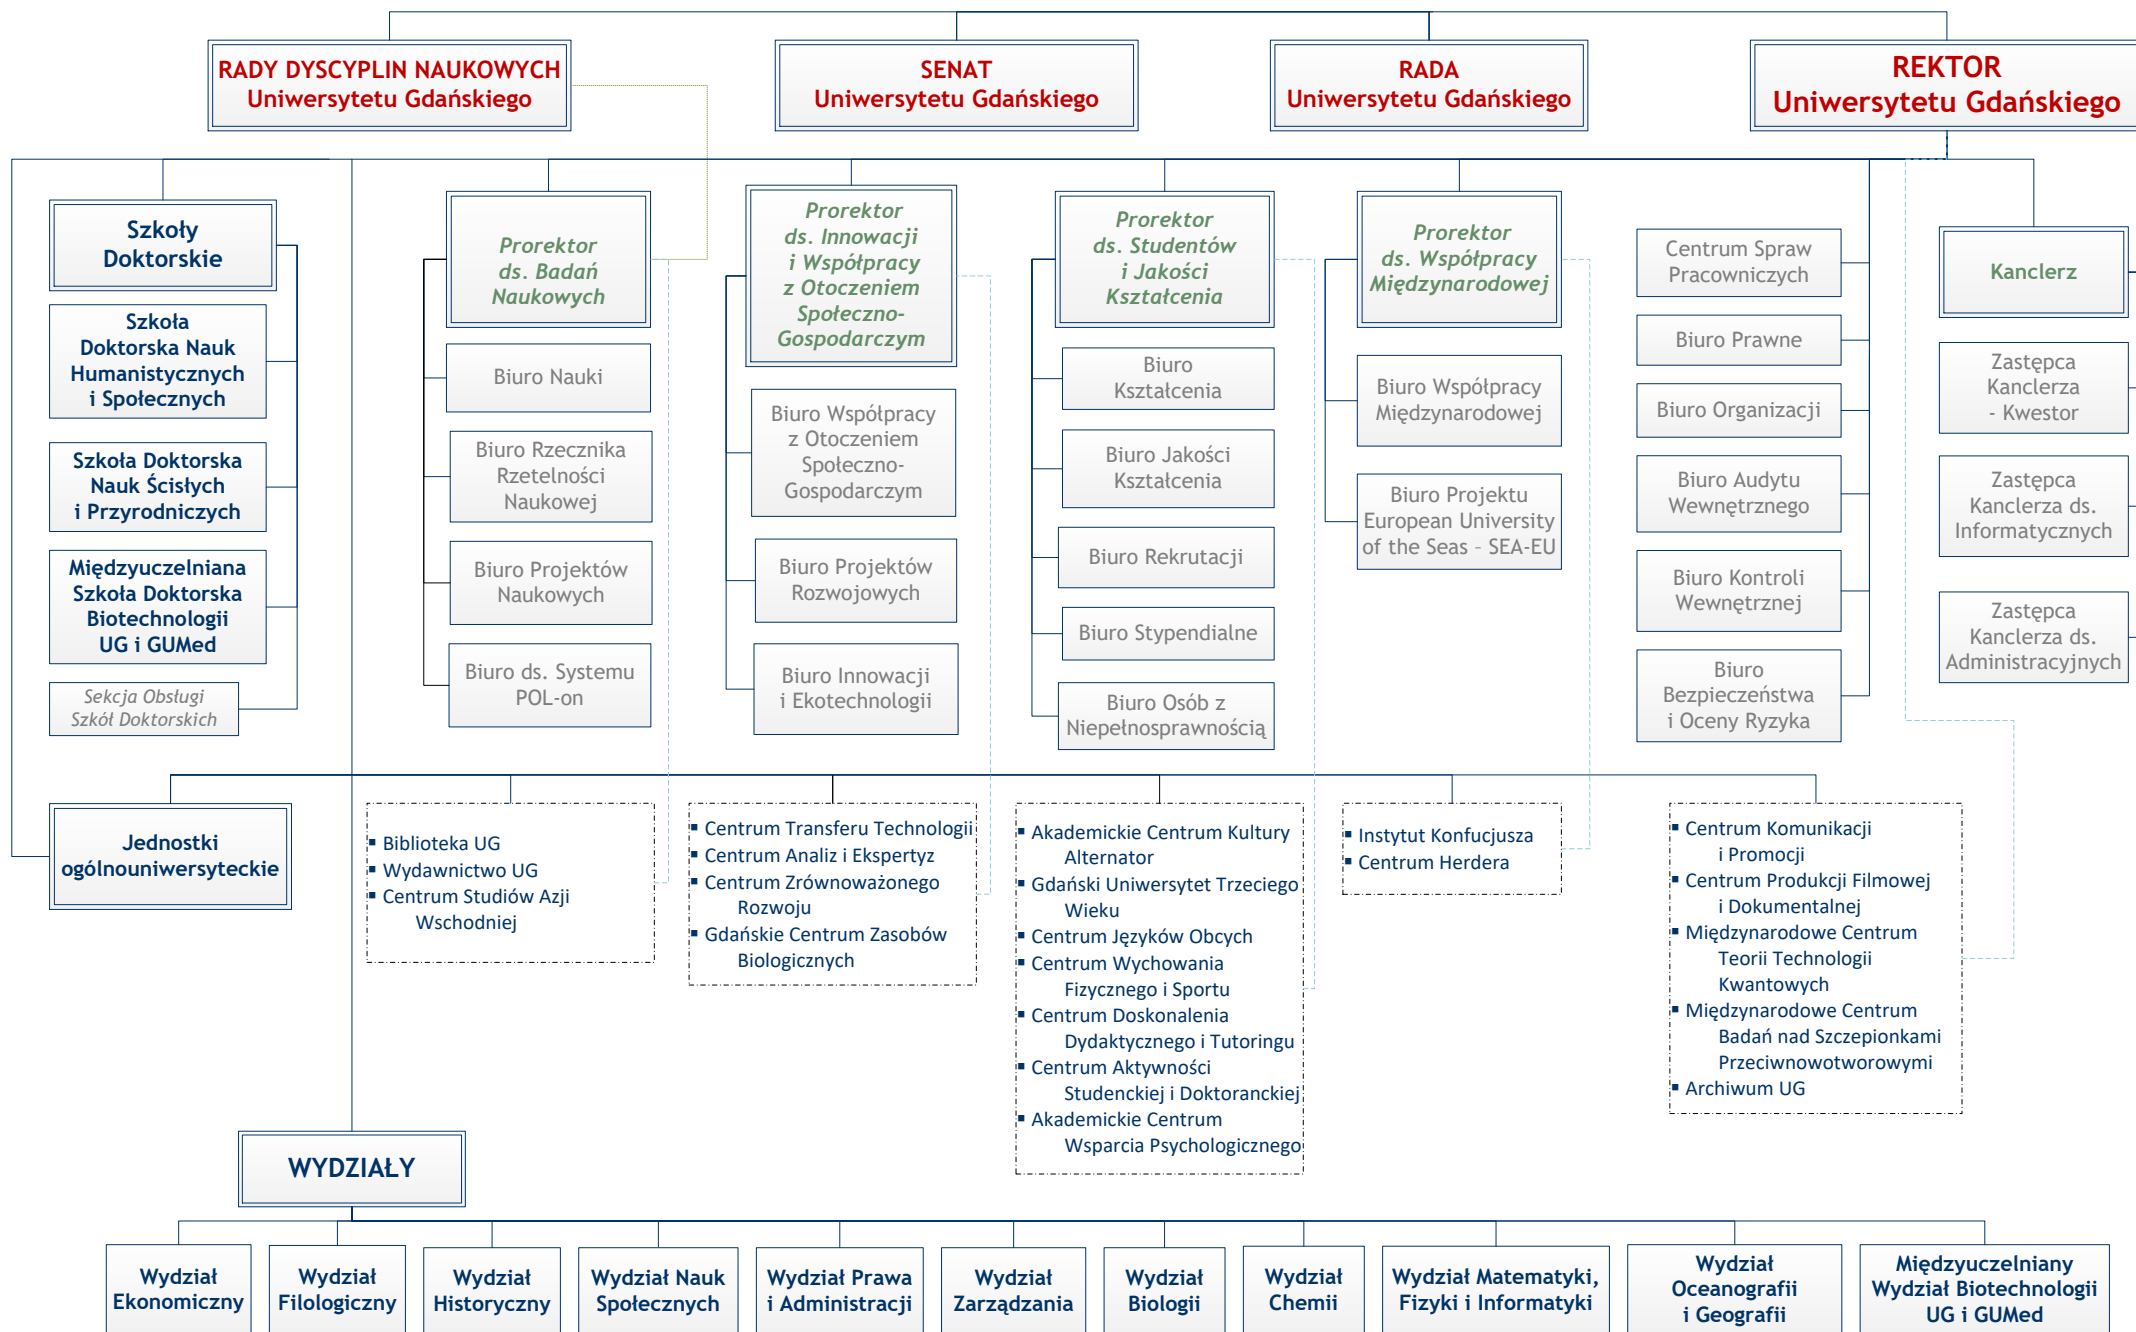 RADY DYSCYPLIN NAUKOWYCH
Uniwersytetu Gdańskiego
SENAT
Uniwersytetu Gdańskiego
RADA
Uniwersytetu Gdańskiego
REKTOR
Uniwersytetu Gdańskiego
Szkoły
Doktorskie
Szkoła
Doktorska Nauk
Humanistycznych
i Społecznych
Szkoła Doktorska
Nauk Ścisłych
i Przyrodniczych
Międzyuczelniana
Szkoła Doktorska
Biotechnologii
UG i GUMed
Sekcja Obsługi
Szkół Doktorskich
Prorektor
ds. Badań
Naukowych
Biuro Nauki
Biuro Rzecznika
Rzetelności
Naukowej
Biuro Projektów
Naukowych
Biuro ds. Systemu
POL-on
Prorektor
ds. Innowacji
i Współpracy
z Otoczeniem
Społeczno-
Gospodarczym
Biuro Współpracy
z Otoczeniem
Społeczno-
Gospodarczym
Biuro Projektów
Rozwojowych
Biuro Innowacji
i Ekotechnologii
Prorektor
ds. Studentów
i Jakości
Kształcenia
Biuro
Kształcenia
Biuro Jakości
Kształcenia
Biuro Rekrutacji
Biuro Stypendialne
Biuro Osób z
Niepełnosprawnością
Prorektor
ds. Współpracy
Międzynarodowej
Biuro Współpracy
Międzynarodowej
Biuro Projektu
European University
of the Seas – SEA-EU
Centrum Spraw
Pracowniczych
Biuro Prawne
Biuro Organizacji
Biuro Audytu
Wewnętrznego
Biuro Kontroli
Wewnętrznej
Biuro
Bezpieczeństwa
i Oceny Ryzyka
Kanclerz
Zastępca
Kanclerza
- Kwestor
Zastępca
Kanclerza ds.
Informatycznych
Zastępca
Kanclerza ds.
Administracyjnych
Jednostki
ogólnouniwersyteckie
▪ Biblioteka UG
▪ Wydawnictwo UG
▪ Centrum Studiów Azji
Wschodniej
▪ Centrum Transferu Technologii
▪ Centrum Analiz i Ekspertyz
▪ Centrum Zrównoważonego
Rozwoju
▪ Gdańskie Centrum Zasobów
Biologicznych
▪ Akademickie Centrum Kultury
Alternator
▪ Gdański Uniwersytet Trzeciego
Wieku
▪ Centrum Języków Obcych
▪ Centrum Wychowania
Fizycznego i Sportu
▪ Centrum Doskonalenia
Dydaktycznego i Tutoringu
▪ Centrum Aktywności
Studenckiej i Doktoranckiej
▪ Akademickie Centrum
Wsparcia Psychologicznego
▪ Instytut Konfucjusza
▪ Centrum Herdera
▪ Centrum Komunikacji
i Promocji
▪ Centrum Produkcji Filmowej
i Dokumentalnej
▪ Międzynarodowe Centrum
Teorii Technologii
Kwantowych
▪ Międzynarodowe Centrum
Badań nad Szczepionkami
Przeciwnowotworowymi
▪ Archiwum UG
WYDZIAŁY
Wydział
Ekonomiczny
Wydział
Filologiczny
Wydział
Historyczny
Wydział Nauk
Społecznych
Wydział Prawa
i Administracji
Wydział
Zarządzania
Wydział
Biologii
Wydział
Chemii
Wydział Matematyki,
Fizyki i Informatyki
Wydział
Oceanografii
i Geografii
Międzyuczelniany
Wydział Biotechnologii
UG i GUMed